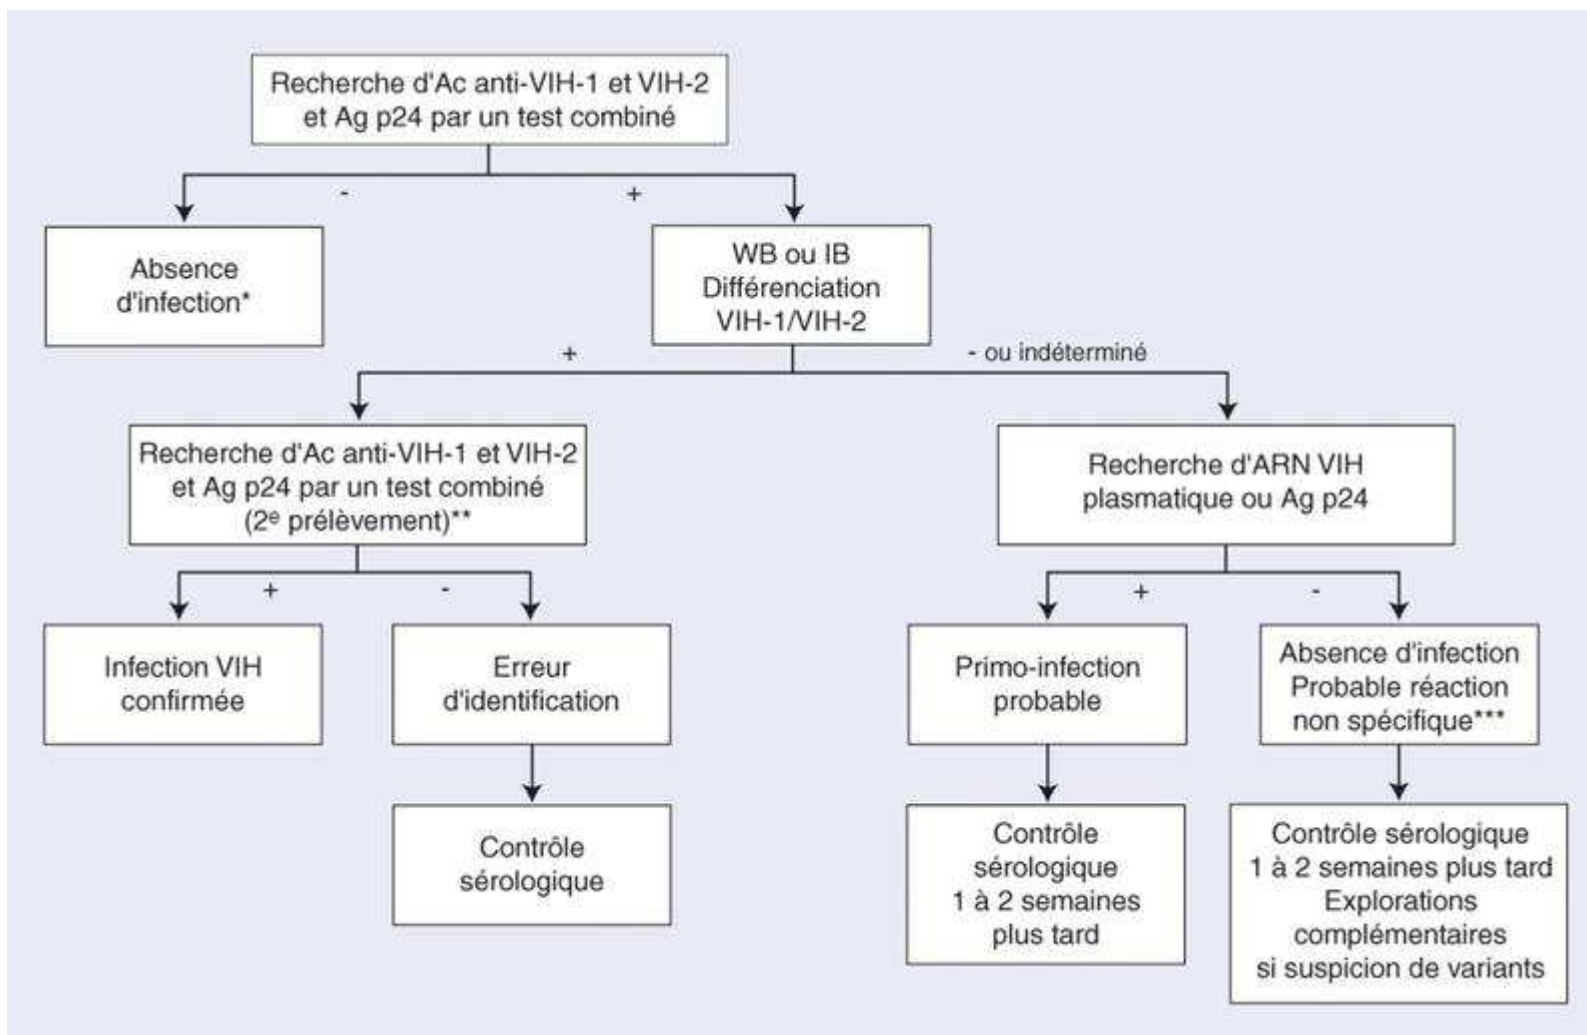 Recherche d'Ac anti-VIH-1 et VIH-2
et Ag p24 par un test combiné
-
+
Absence
d'infection*
WB ou IB
Différenciation
VIH-1/VIH-2
+
- ou indéterminé
Recherche d'Ac anti-VIH-1 et VIH-2
et Ag p24 par un test combiné
(2e prélèvement)**
Recherche d'ARN VIH
plasmatique ou Ag p24
+
-
+
-
Infection VIH
confirmée
Erreur
d'identification
Primo-infection
probable
Absence d'infection
Probable réaction
non spécifique***
Contrôle
sérologique
Contrôle
sérologique
1 à 2 semaines
plus tard
Contrôle sérologique
1 à 2 semaines plus tard
Explorations
complémentaires
si suspicion de variants